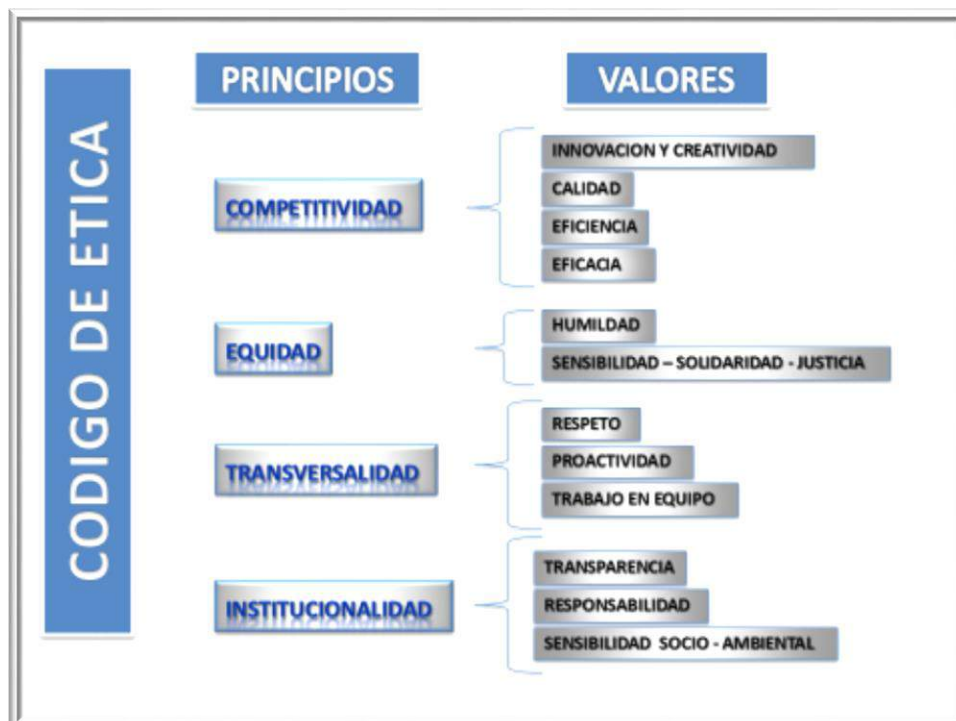 CODIGO DE ETICA
PRINCIPIOS
VALORES
COMPETITIVIDAD
INNOVACION Y CREATIVIDAD
CALIDAD
EFICIENCIA
EFICACIA
EQUIDAD
HUMILDAD
SENSIBILIDAD – SOLIDARIDAD - JUSTICIA
TRANSVERSALIDAD
RESPETO
PROACTIVIDAD
TRABAJO EN EQUIPO
INSTITUCIONALIDAD
TRANSPARENCIA
RESPONSABILIDAD
SENSIBILIDAD SOCIO - AMBIENTAL